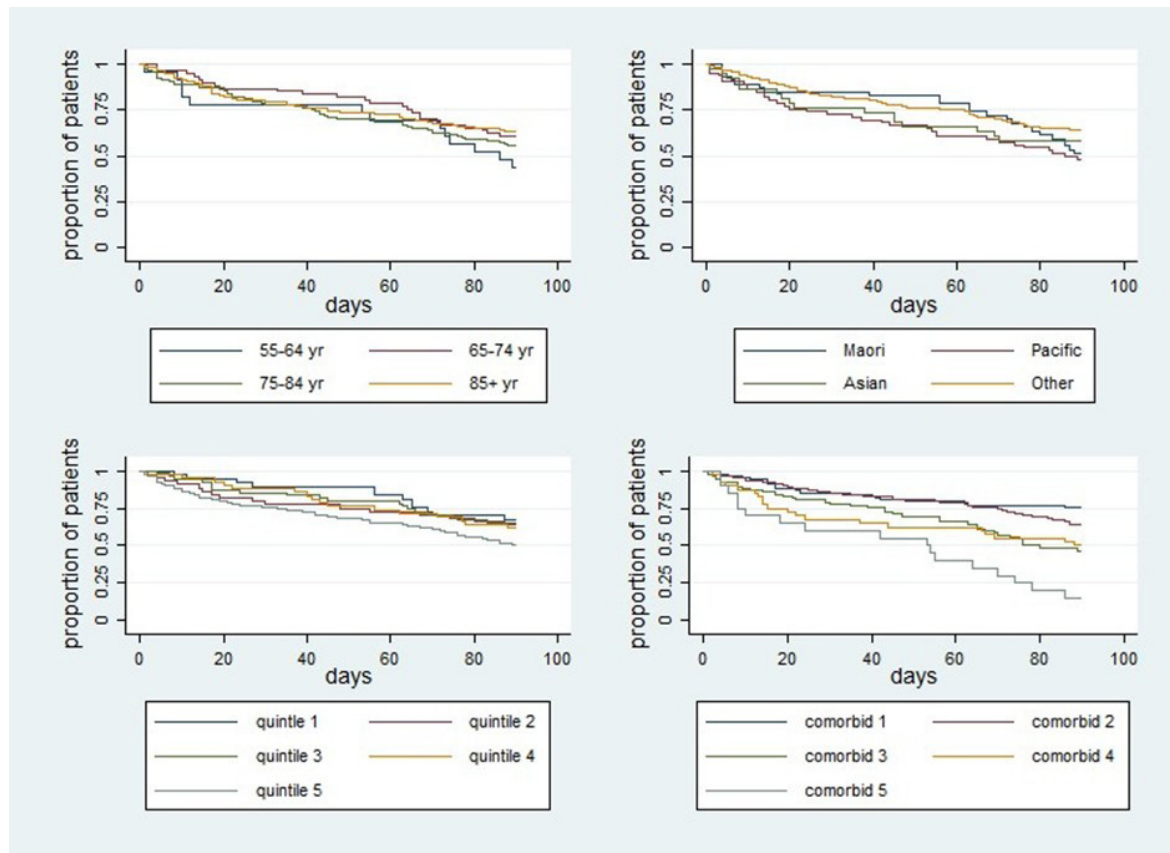 proportion of patients
0 0.25 0.5 0.75 1
0 20 40 60 80 100
days
55-64 yr 65-74 yr
75-84 yr 85+ yr
proportion of patients
0 0.25 0.5 0.75 1
0 20 40 60 80 100
days
Maori Pacific
Asian Other
proportion of patients
0 0.25 0.5 0.75 1
0 20 40 60 80 100
days
quintile 1 quintile 2
quintile 3 quintile 4
quintile 5
proportion of patients
0 0.25 0.5 0.75 1
0 20 40 60 80 100
days
comorbid 1 comorbid 2
comorbid 3 comorbid 4
comorbid 5